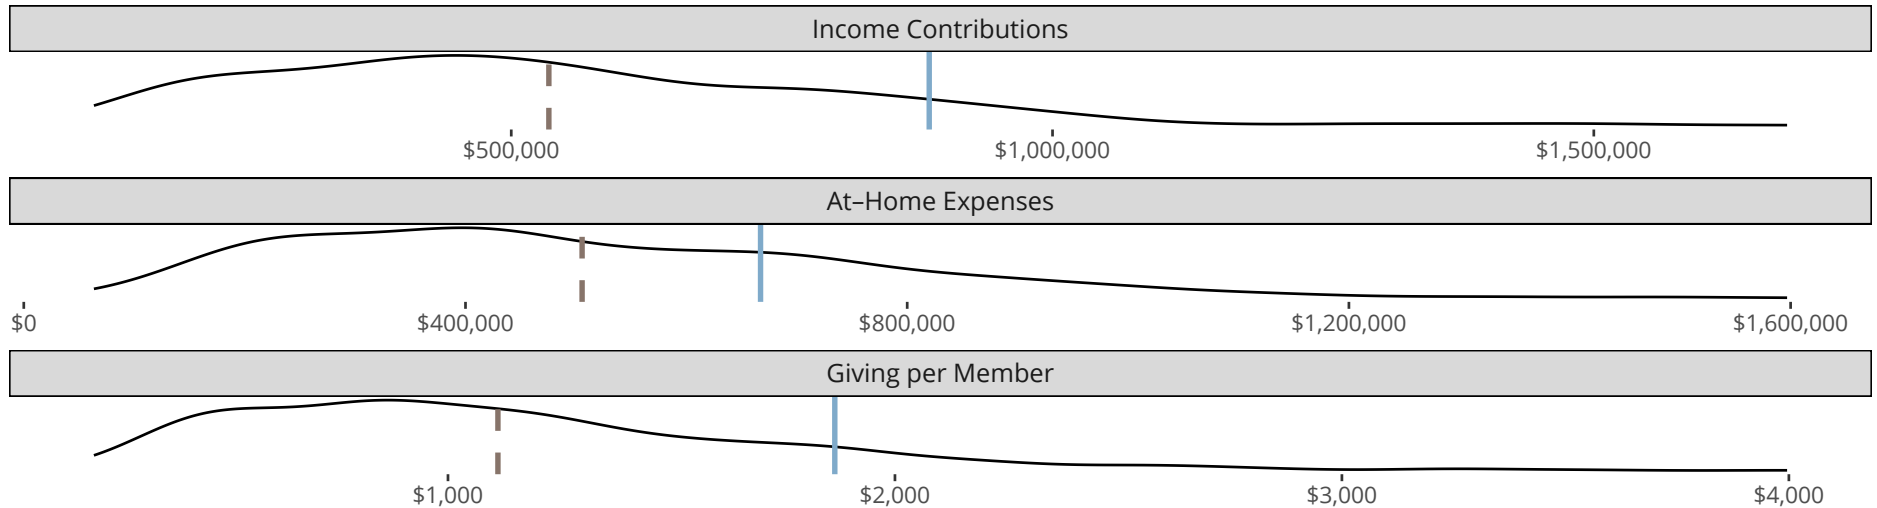 Income Contributions
$500,000 $1,000,000 $1,500,000
At–Home Expenses
$0 $400,000 $800,000 $1,200,000 $1,600,000
Giving per Member
$1,000 $2,000 $3,000 $4,000